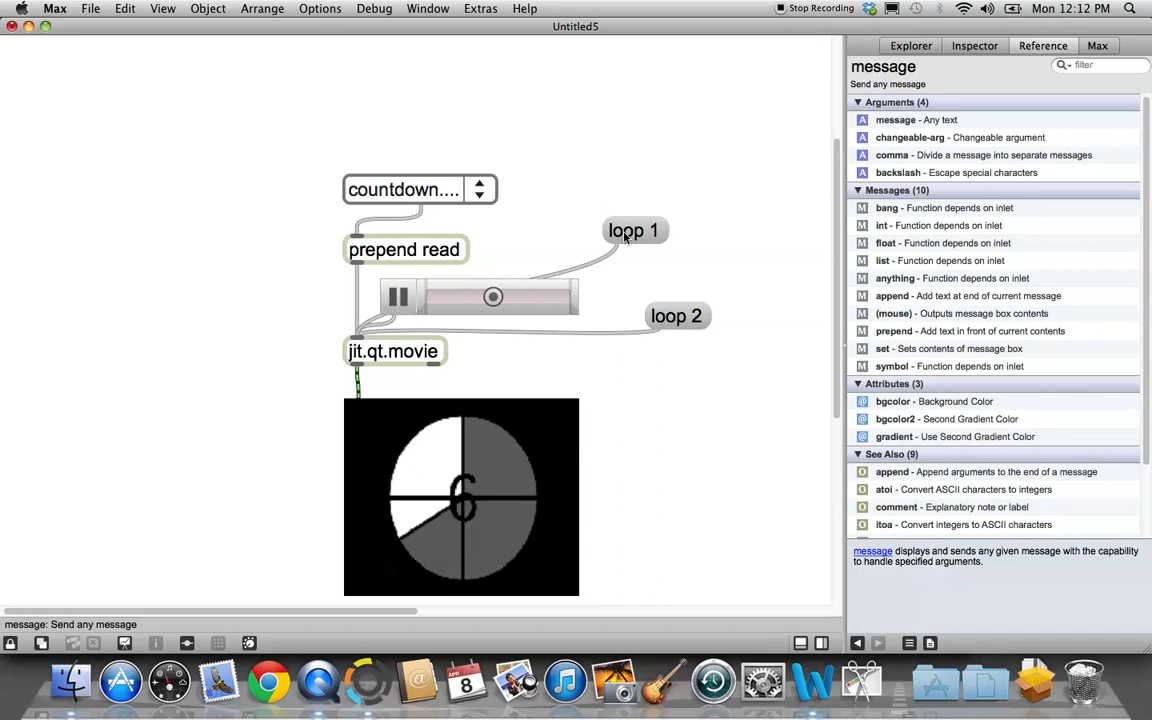 Max File Edit View Object Arrange Options Debug Window Extras Help Stop Recording Mon 12:12 PM
Untitled5
Explorer Inspector Reference Max
message
filter
Send any message
Arguments (4)
message - Any text
changeable-arg - Changeable argument
comma - Divide a message into separate messages
backslash - Escape special characters
Messages (10)
bang - Function depends on inlet
int - Function depends on inlet
float - Function depends on inlet
list - Function depends on inlet
anything - Function depends on inlet
append - Add text at end of current message
(mouse) - Outputs message box contents
prepend - Add text in front of current contents
set - Sets contents of message box
symbol - Function depends on inlet
Attributes (3)
bgcolor - Background Color
bgcolor2 - Second Gradient Color
gradient - Use Second Gradient Color
See Also (9)
append - Append arguments to the end of a message
atoi - Convert ASCII characters to integers
comment - Explanatory note or label
itoa - Convert integers to ASCII characters
message displays and sends any given message with the capability
to handle specified arguments.
countdown....
prepend read
loop 1
loop 2
jit.qt.movie
6
message: Send any message
APR
8